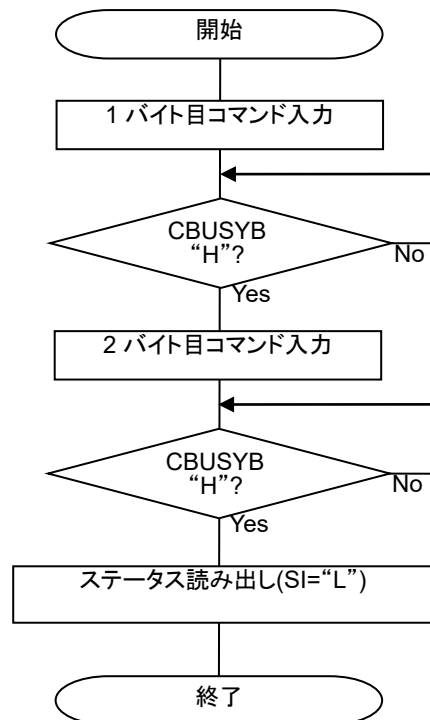 開始
1 バイト目コマンド入力
CBUSYB
“H”?
No
Yes
2 バイト目コマンド入力
CBUSYB
“H”?
No
Yes
ステータス読み出し(SI=“L”)
終了